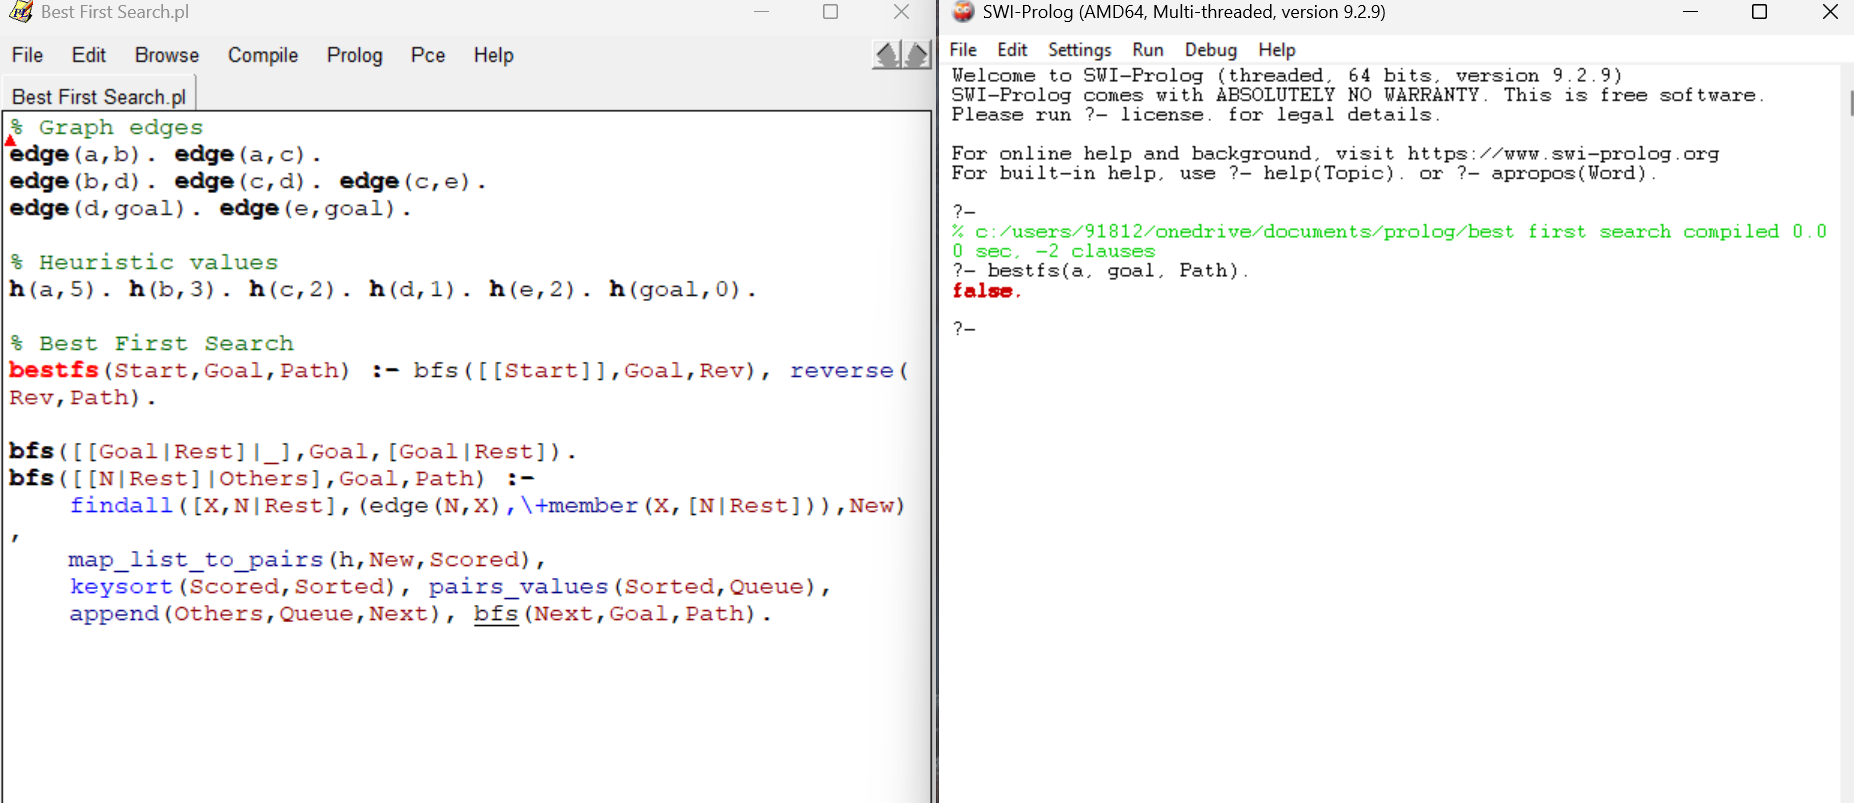 Best First Search.pl
File Edit Browse Compile Prolog Pce Help
Best First Search.pl
% Graph edges
edge(a,b). edge(a,c).
edge(b,d). edge(c,d). edge(c,e).
edge(d,goal). edge(e,goal).
% Heuristic values
h(a,5). h(b,3). h(c,2). h(d,1). h(e,2). h(goal,0).
% Best First Search
bestfs(Start,Goal,Path) :- bfs([[Start]],Goal,Rev), reverse(
Rev,Path).
bfs([[Goal|Rest]|_],Goal,[Goal|Rest]).
bfs([[N|Rest]|Others],Goal,Path) :-
findall([X,N|Rest],(edge(N,X),\+member(X,[N|Rest])),New)
,
map_list_to_pairs(h,New,Scored),
keysort(Scored,Sorted), pairs_values(Sorted,Queue),
append(Others,Queue,Next), bfs(Next,Goal,Path).
SWI-Prolog (AMD64, Multi-threaded, version 9.2.9)
File Edit Settings Run Debug Help
Welcome to SWI-Prolog (threaded, 64 bits, version 9.2.9)
SWI-Prolog comes with ABSOLUTELY NO WARRANTY. This is free software.
Please run ?- license. for legal details.
For online help and background, visit https://www.swi-prolog.org
For built-in help, use ?- help(Topic). or ?- apropos(Word).
?-
% c:/users/91812/onedrive/documents/prolog/best first search compiled 0.0
0 sec, -2 clauses
?- bestfs(a, goal, Path).
false.
?-